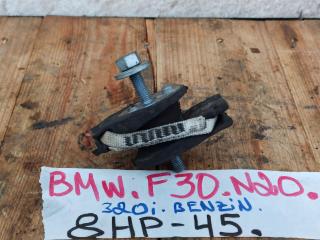 BMW. F30. N20.
320i. BENZIN.
8HP-45.